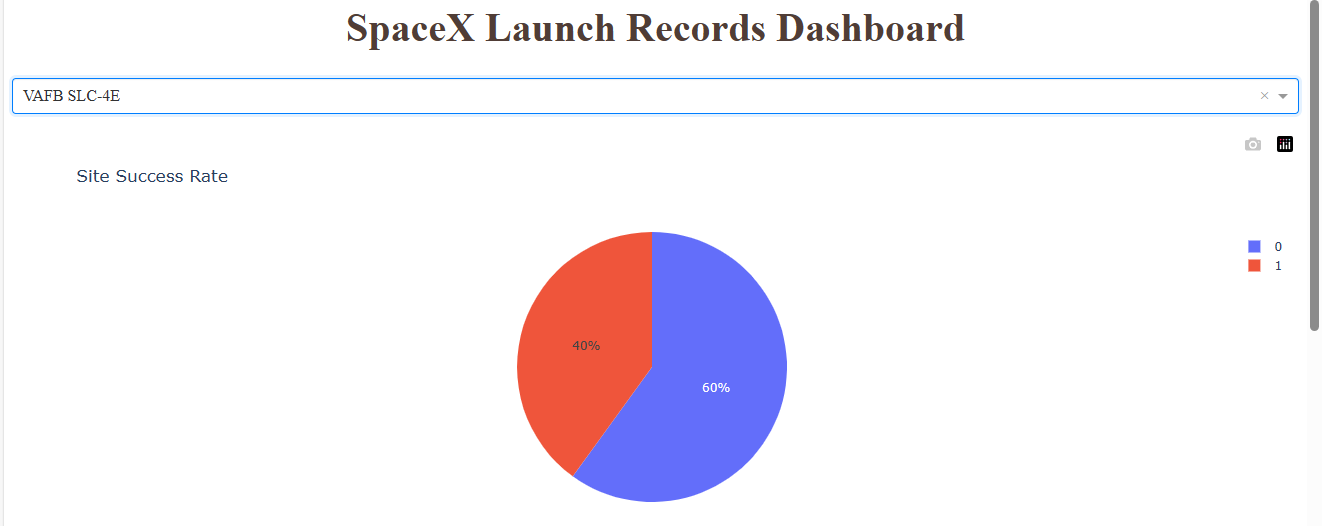 SpaceX Launch Records Dashboard
VAFB SLC-4E
×
Site Success Rate
0
1
40%
60%